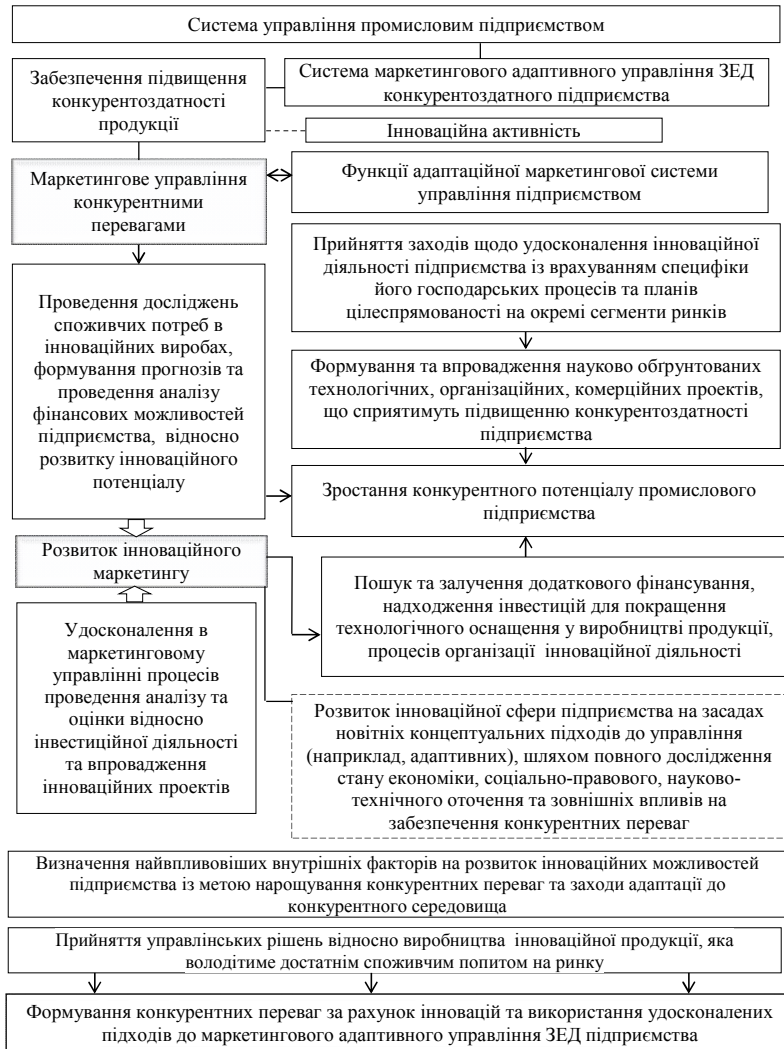 Система управління промисловим підприємством
Забезпечення підвищення
конкурентоздатності
продукції
Система маркетингового адаптивного управління ЗЕД
конкурентоздатного підприємства
Інноваційна активність
Маркетингове управління
конкурентними
перевагами
Функції адаптаційної маркетингової системи
управління підприємством
Прийняття заходів щодо удосконалення інноваційної
діяльності підприємства із врахуванням специфіки
його господарських процесів та планів
цілеспрямованості на окремі сегменти ринків
Проведення досліджень
споживчих потреб в
інноваційних виробах,
формування прогнозів та
проведення аналізу
фінансових можливостей
підприємства, відносно
розвитку інноваційного
потенціалу
Формування та впровадження науково обґрунтованих
технологічних, організаційних, комерційних проектів,
що сприятимуть підвищенню конкурентоздатності
підприємства
Зростання конкурентного потенціалу промислового
підприємства
Розвиток інноваційного
маркетингу
Пошук та залучення додаткового фінансування,
надходження інвестицій для покращення
технологічного оснащення у виробництві продукції,
процесів організації інноваційної діяльності
Удосконалення в
маркетинговому
управлінні процесів
проведення аналізу та
оцінки відносно
інвестиційної діяльності
та впровадження
інноваційних проектів
Розвиток інноваційної сфери підприємства на засадах
новітніх концептуальних підходів до управління
(наприклад, адаптивних), шляхом повного дослідження
стану економіки, соціально-правового, науково-
технічного оточення та зовнішніх впливів на
забезпечення конкурентних переваг
Визначення найвпливовіших внутрішніх факторів на розвиток інноваційних можливостей
підприємства із метою нарощування конкурентних переваг та заходи адаптації до
конкурентного середовища
Прийняття управлінських рішень відносно виробництва інноваційної продукції, яка
володітиме достатнім споживчим попитом на ринку
Формування конкурентних переваг за рахунок інновацій та використання удосконалених
підходів до маркетингового адаптивного управління ЗЕД підприємства